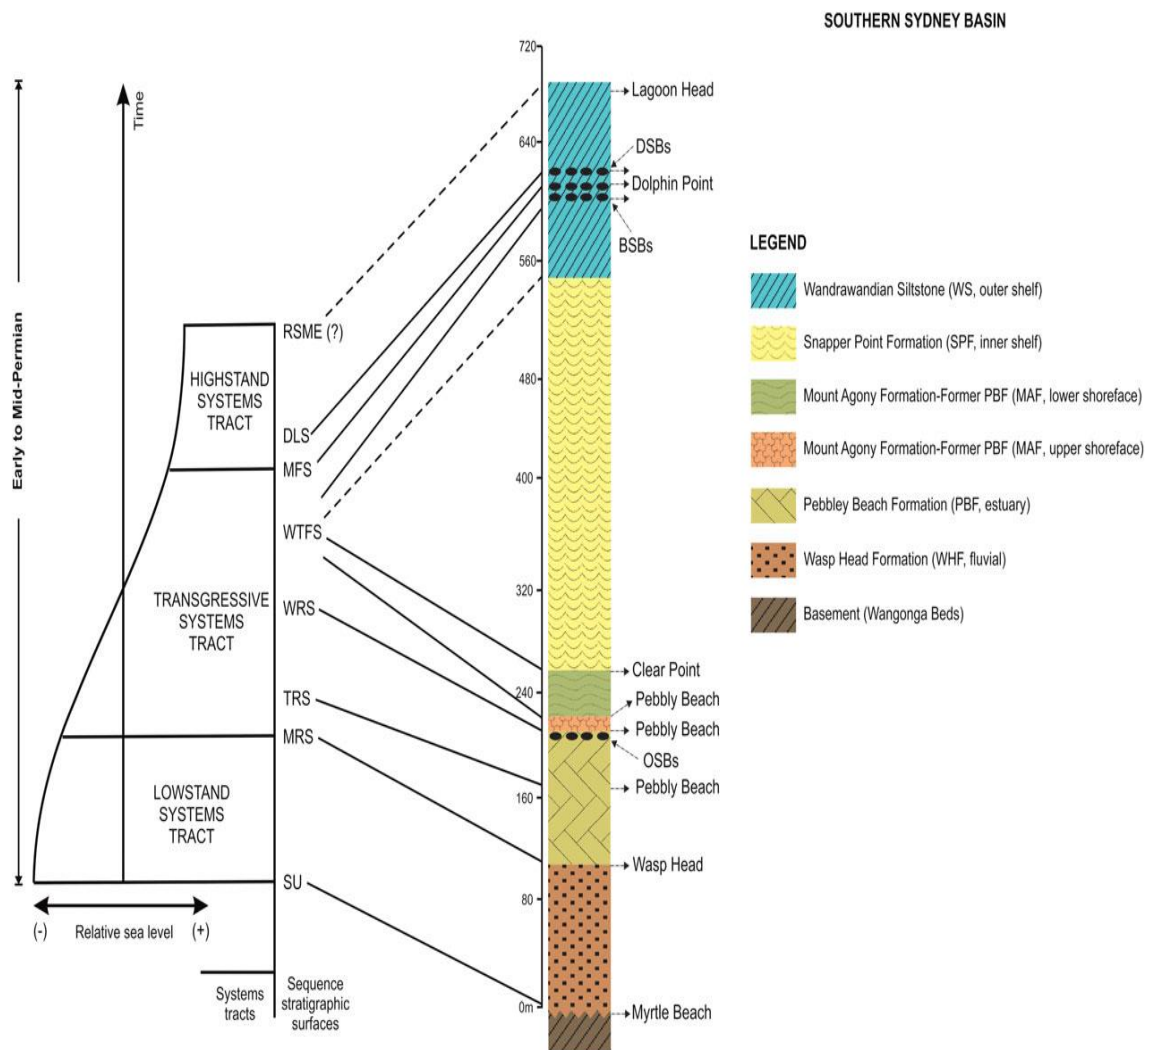 SOUTHERN SYDNEY BASIN
Early to Mid-Permian
Time
RSME (?)
HIGHSTAND
SYSTEMS
TRACT
DLS
MFS
WTFS
TRANSGRESSIVE
SYSTEMS
TRACT
WRS
TRS
MRS
LOWSTAND
SYSTEMS
TRACT
SU
(-) Relative sea level (+)
Systems
tracts
Sequence
stratigraphic
surfaces
720
640
560
480
400
320
240
160
80
0m
Lagoon Head
DSBs
Dolphin Point
BSBs
Clear Point
Pebbly Beach
Pebbly Beach
OSBs
Pebbly Beach
Wasp Head
Myrtle Beach
LEGEND
Wandrawandian Siltstone (WS, outer shelf)
Snapper Point Formation (SPF, inner shelf)
Mount Agony Formation-Former PBF (MAF, lower shoreface)
Mount Agony Formation-Former PBF (MAF, upper shoreface)
Pebbley Beach Formation (PBF, estuary)
Wasp Head Formation (WHF, fluvial)
Basement (Wangonga Beds)